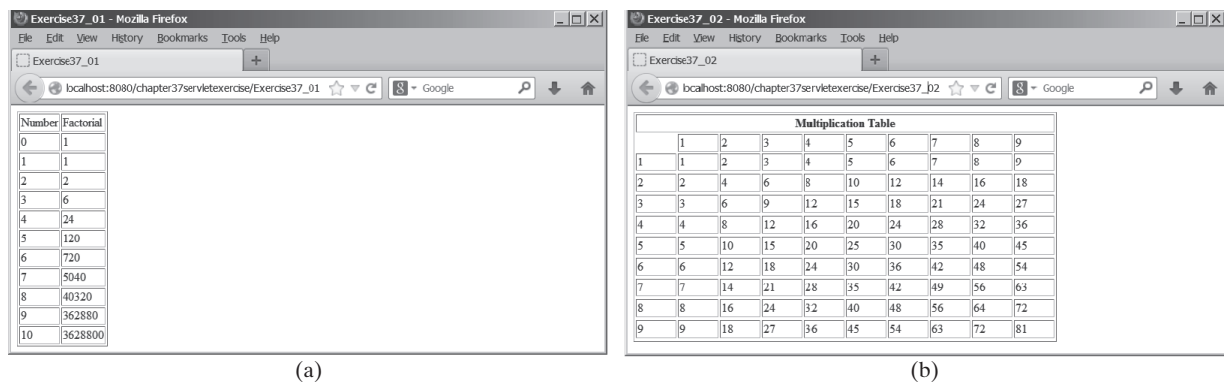 Exercise37_01 - Mozilla Firefox
File Edit View History Bookmarks Tools Help
Exercise37_01 +
localhost:8080/chapter37servletexercise/Exercise37_01 8 Google
Number Factorial
0 1
1 1
2 2
3 6
4 24
5 120
6 720
7 5040
8 40320
9 362880
10 3628800
(a)
Exercise37_02 - Mozilla Firefox
File Edit View History Bookmarks Tools Help
Exercise37_02 +
localhost:8080/chapter37servletexercise/Exercise37_02 8 Google
Multiplication Table
1 2 3 4 5 6 7 8 9
1 1 2 3 4 5 6 7 8 9
2 2 4 6 8 10 12 14 16 18
3 3 6 9 12 15 18 21 24 27
4 4 8 12 16 20 24 28 32 36
5 5 10 15 20 25 30 35 40 45
6 6 12 18 24 30 36 42 48 54
7 7 14 21 28 35 42 49 56 63
8 8 16 24 32 40 48 56 64 72
9 9 18 27 36 45 54 63 72 81
(b)